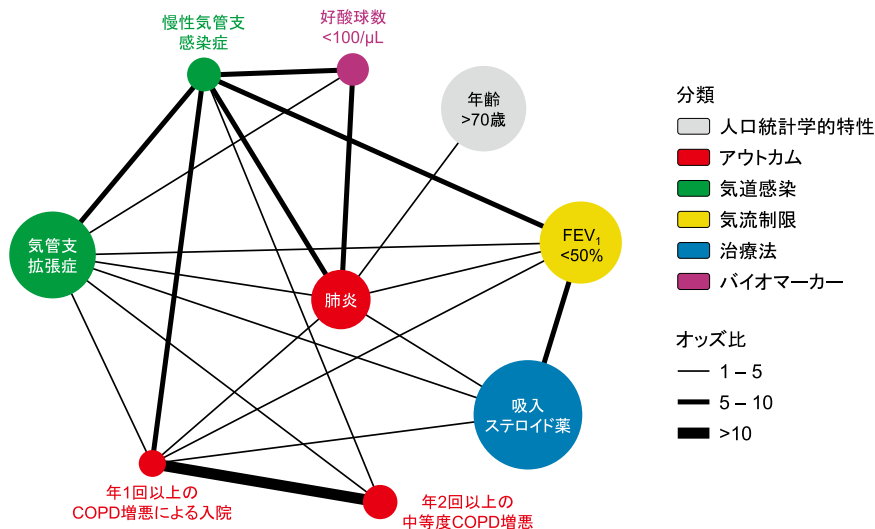 慢性気管支
感染症
好酸球数
<100/μL
年齢
>70歳
気管支
拡張症
FEV₁
<50%
肺炎
吸入
ステロイド薬
年1回以上の
COPD増悪による入院
年2回以上の
中等度COPD増悪
分類
人口統計学的特性
アウトカム
気道感染
気流制限
治療法
バイオマーカー
オッズ比
1 – 5
5 – 10
>10